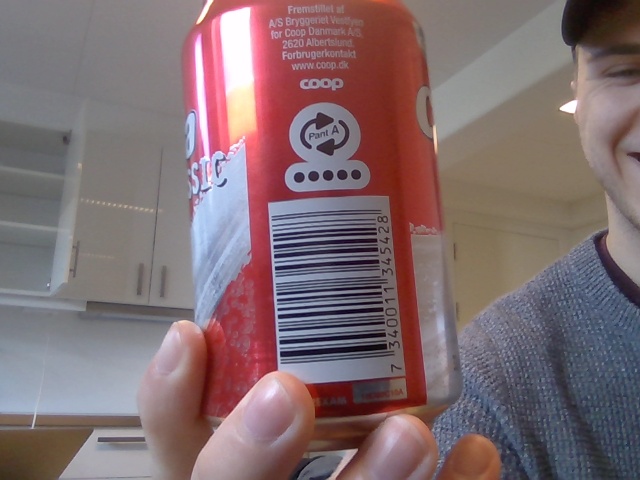 Fremstillet af
A/S Bryggeriet Vestfyen
for Coop Danmark A/S,
2620 Albertslund.
Forbrugerkontakt
www.coop.dk
coop
Pant A
SSIC
7 340011 345428